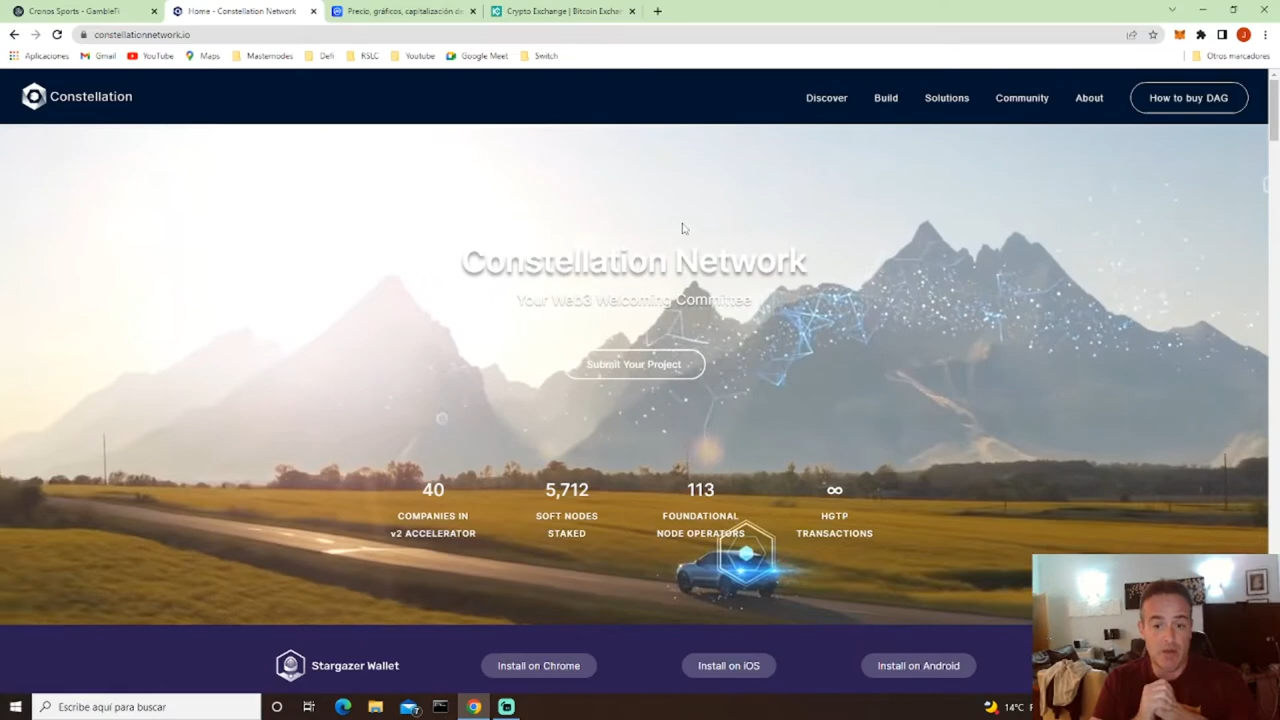 Cronos Sports - GambleFi
Home - Constellation Network
Precio, gráficos, capitalización de
Crypto Exchange | Bitcoin Exchan
constellationnetwork.io
Aplicaciones
Gmail
YouTube
Maps
Masternodes
Defi
RSLC
Youtube
Google Meet
Switch
Otros marcadores
Constellation
Discover
Build
Solutions
Community
About
How to buy DAG
Constellation Network
Your Web3 Welcoming Committee
Submit Your Project
40
COMPANIES IN
v2 ACCELERATOR
5,712
SOFT NODES
STAKED
113
FOUNDATIONAL
NODE OPERATORS
∞
HGTP
TRANSACTIONS
Stargazer Wallet
Install on Chrome
Install on iOS
Install on Android
Escribe aquí para buscar
7
14°C